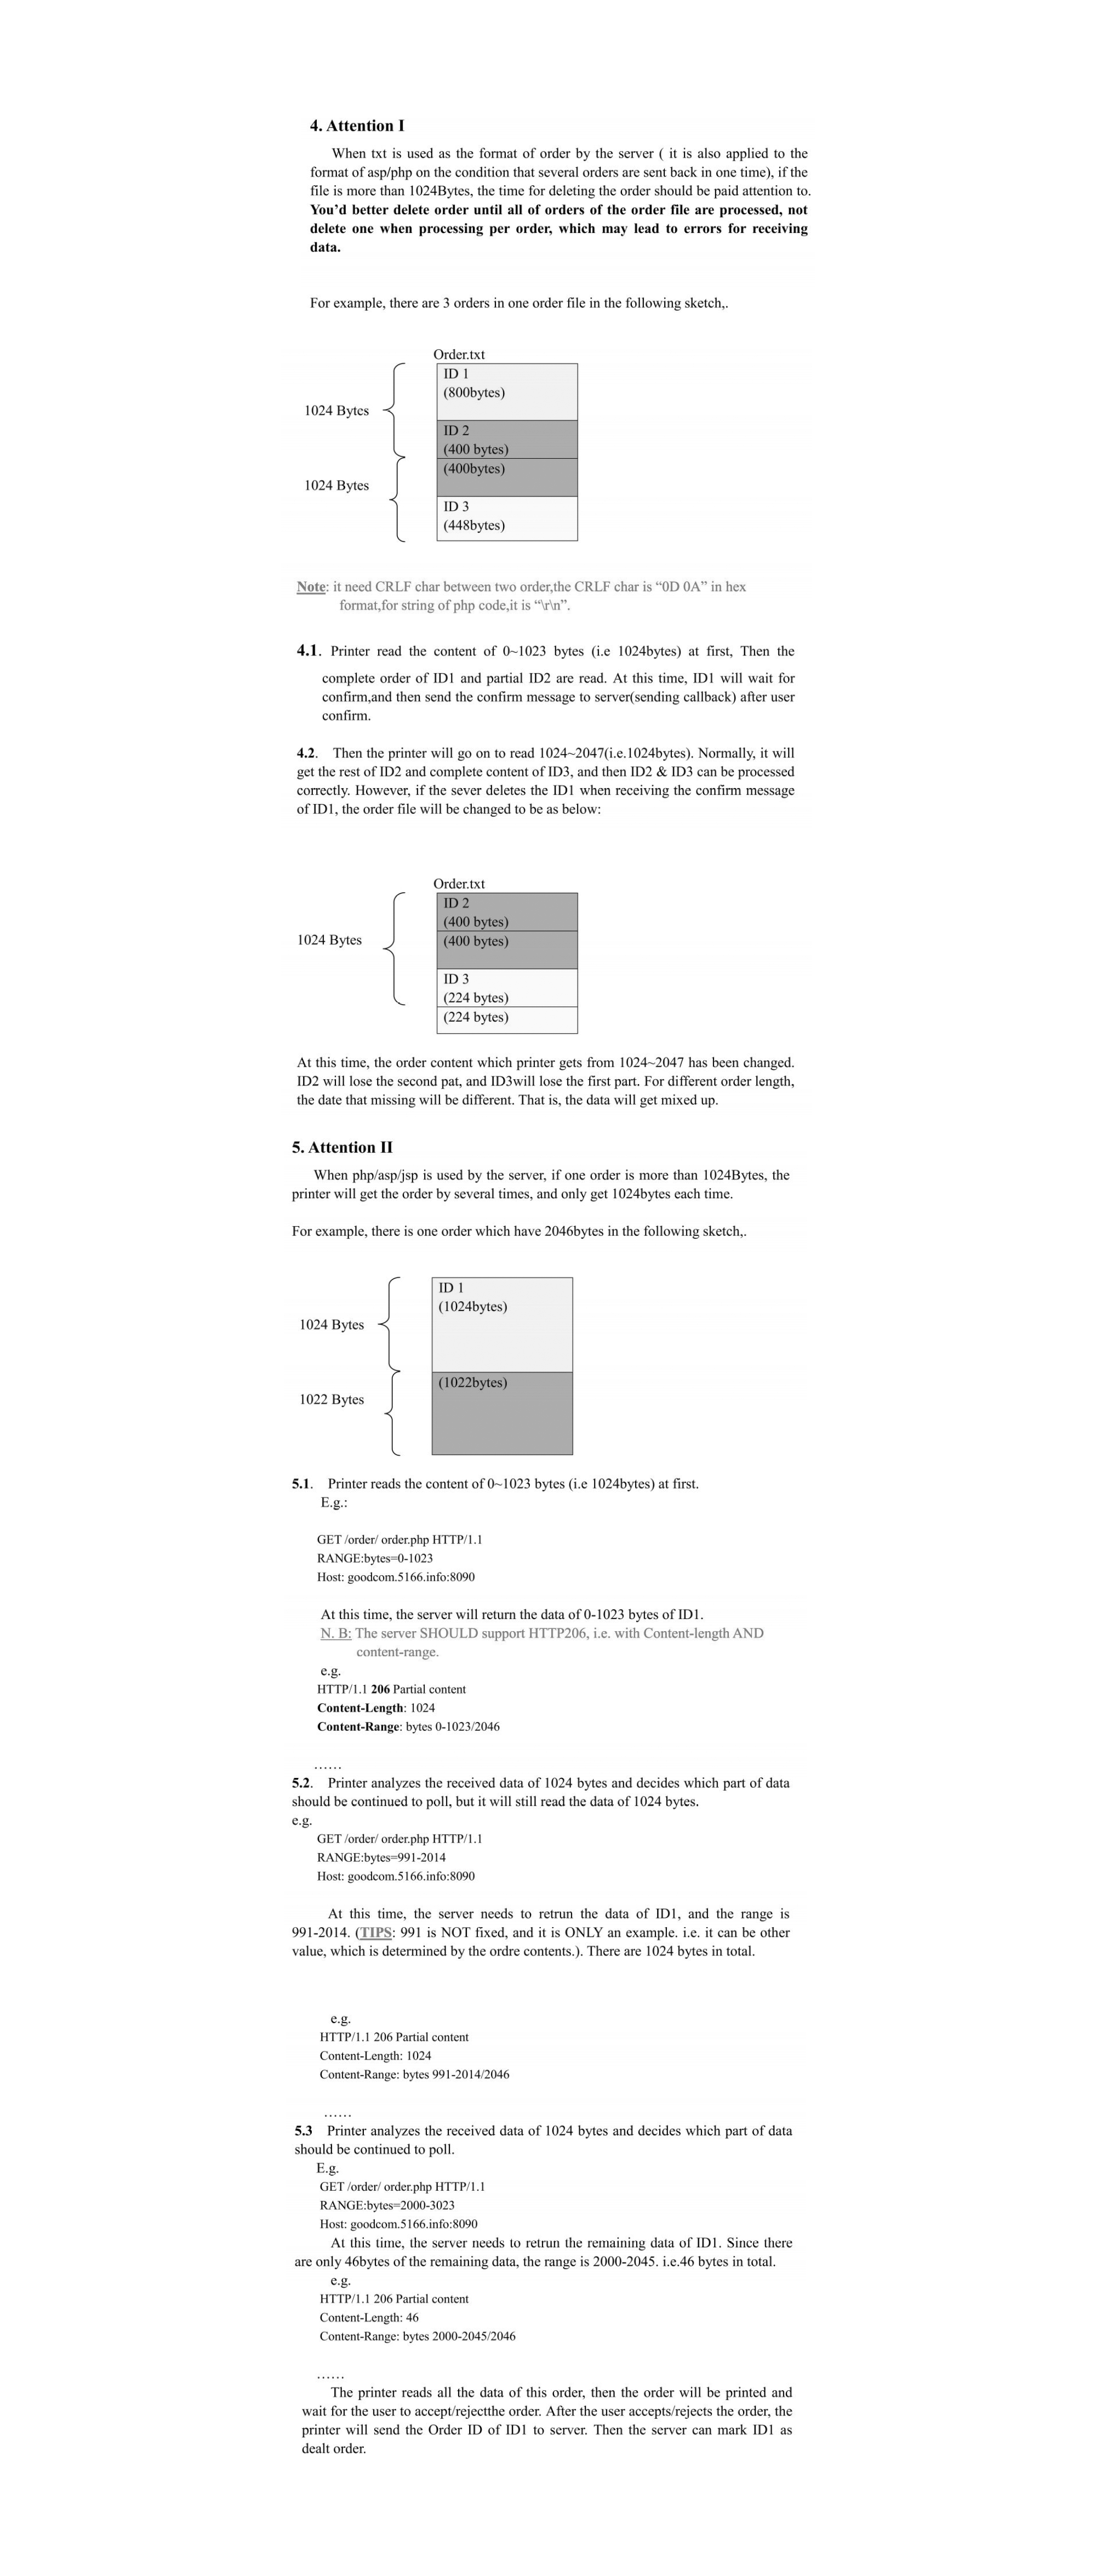 4. Attention I
When txt is used as the format of order by the server ( it is also applied to the
format of asp/php on the condition that several orders are sent back in one time), if the
file is more than 1024Bytes, the time for deleting the order should be paid attention to.
You'd better delete order until all of orders of the order file are processed, not
delete one when processing per order, which may lead to errors for receiving
data.
For example, there are 3 orders in one order file in the following sketch,.
Order.txt
ID 1
(800bytes)
1024 Bytes
ID 2
(400 bytes)
(400bytes)
1024 Bytes
ID 3
(448bytes)
Note: it need CRLF char between two order,the CRLF char is “0D 0A” in hex
format,for string of php code,it is “\r\n”.
4.1. Printer read the content of 0~1023 bytes (i.e 1024bytes) at first, Then the
complete order of ID1 and partial ID2 are read. At this time, ID1 will wait for
confirm,and then send the confirm message to server(sending callback) after user
confirm.
4.2. Then the printer will go on to read 1024~2047(i.e.1024bytes). Normally, it will
get the rest of ID2 and complete content of ID3, and then ID2 & ID3 can be processed
correctly. However, if the sever deletes the ID1 when receiving the confirm message
of ID1, the order file will be changed to be as below:
Order.txt
ID 2
(400 bytes)
1024 Bytes
(400 bytes)
ID 3
(224 bytes)
(224 bytes)
At this time, the order content which printer gets from 1024~2047 has been changed.
ID2 will lose the second pat, and ID3will lose the first part. For different order length,
the date that missing will be different. That is, the data will get mixed up.
5. Attention II
When php/asp/jsp is used by the server, if one order is more than 1024Bytes, the
printer will get the order by several times, and only get 1024bytes each time.
For example, there is one order which have 2046bytes in the following sketch,.
ID 1
(1024bytes)
1024 Bytes
(1022bytes)
1022 Bytes
5.1. Printer reads the content of 0~1023 bytes (i.e 1024bytes) at first.
E.g.:
GET /order/ order.php HTTP/1.1
RANGE:bytes=0-1023
Host: goodcom.5166.info:8090
At this time, the server will return the data of 0-1023 bytes of ID1.
N. B: The server SHOULD support HTTP206, i.e. with Content-length AND
content-range.
e.g.
HTTP/1.1 206 Partial content
Content-Length: 1024
Content-Range: bytes 0-1023/2046
......
5.2. Printer analyzes the received data of 1024 bytes and decides which part of data
should be continued to poll, but it will still read the data of 1024 bytes.
e.g.
GET /order/ order.php HTTP/1.1
RANGE:bytes=991-2014
Host: goodcom.5166.info:8090
At this time, the server needs to retrun the data of ID1, and the range is
991-2014. (TIPS: 991 is NOT fixed, and it is ONLY an example. i.e. it can be other
value, which is determined by the ordre contents.). There are 1024 bytes in total.
e.g.
HTTP/1.1 206 Partial content
Content-Length: 1024
Content-Range: bytes 991-2014/2046
......
5.3 Printer analyzes the received data of 1024 bytes and decides which part of data
should be continued to poll.
E.g.
GET /order/ order.php HTTP/1.1
RANGE:bytes=2000-3023
Host: goodcom.5166.info:8090
At this time, the server needs to retrun the remaining data of ID1. Since there
are only 46bytes of the remaining data, the range is 2000-2045. i.e.46 bytes in total.
e.g.
HTTP/1.1 206 Partial content
Content-Length: 46
Content-Range: bytes 2000-2045/2046
......
The printer reads all the data of this order, then the order will be printed and
wait for the user to accept/rejectthe order. After the user accepts/rejects the order, the
printer will send the Order ID of ID1 to server. Then the server can mark ID1 as
dealt order.